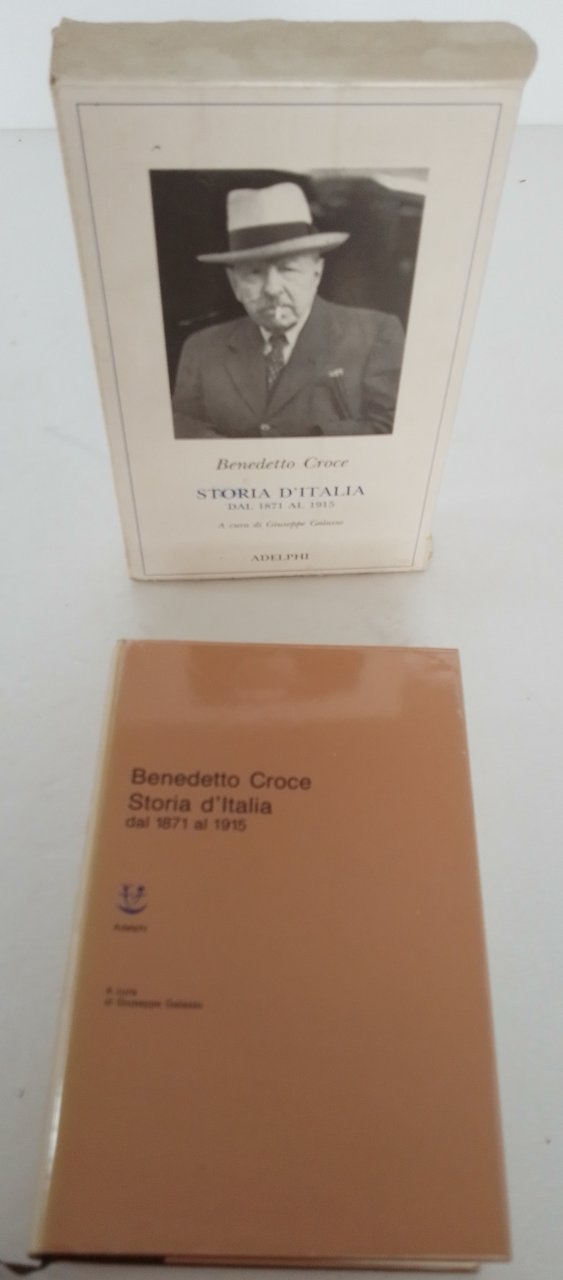 Benedetto Croce
STORIA D'ITALIA
DAL 1871 AL 1915
A cura di Giuseppe Galasso
ADELPHI
Benedetto Croce
Storia d'Italia
dal 1871 al 1915
Adelphi
A cura
di Giuseppe Galasso